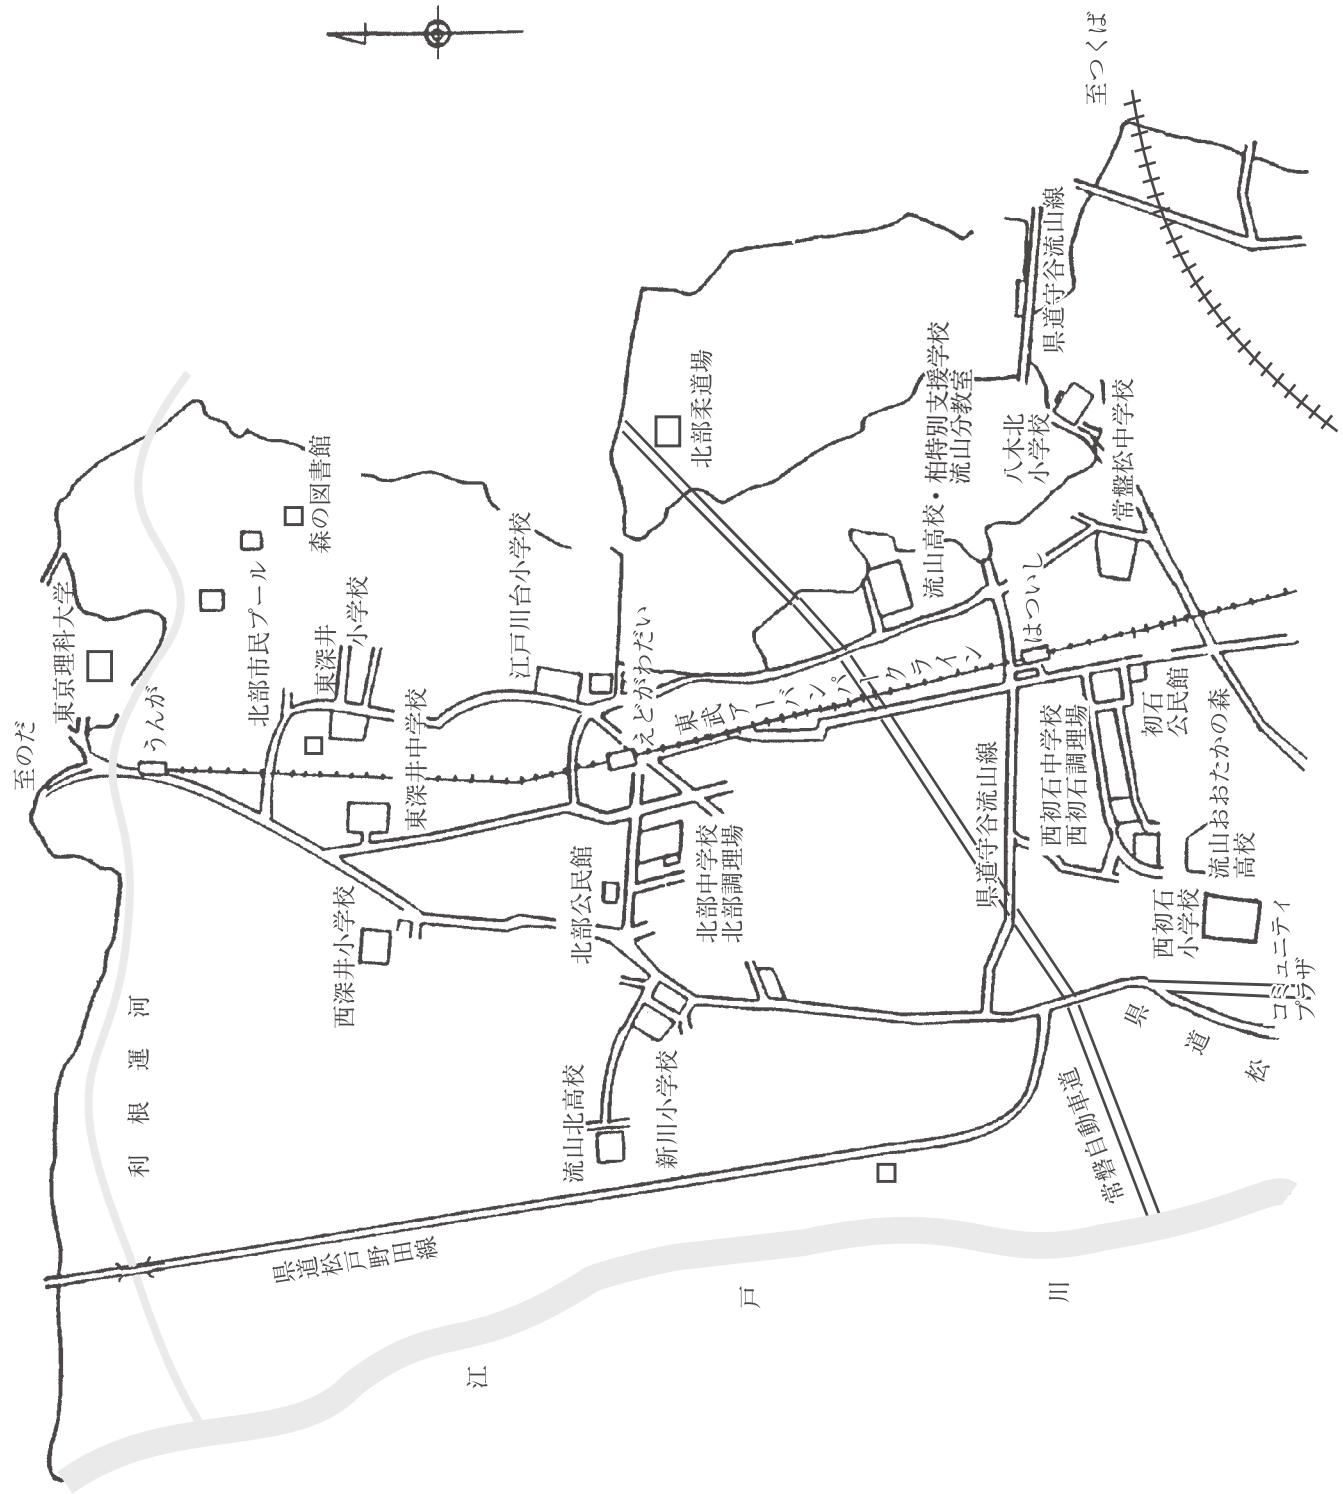 至つくば
県道守谷流山線
北部柔道場
流山高校・柏特別支援学校
流山分教室
八木北
小学校
常盤松中学校
森の図書館
江戸川台小学校
東京理科大学
北部市民プール
東深井
小学校
はついし
えどがわだい
東武アーバンパークライン
うんが
東深井中学校
至のだ
初石
公民館
西初石中学校
西初石調理場
流山おおたかの森
高校
県道守谷流山線
北部中学校
北部調理場
北部公民館
西深井小学校
西初石
小学校
コミュニティ
プラザ
利根運河
流山北高校
新川小学校
県道松
常磐自動車道
県道松戸野田線
江戸川